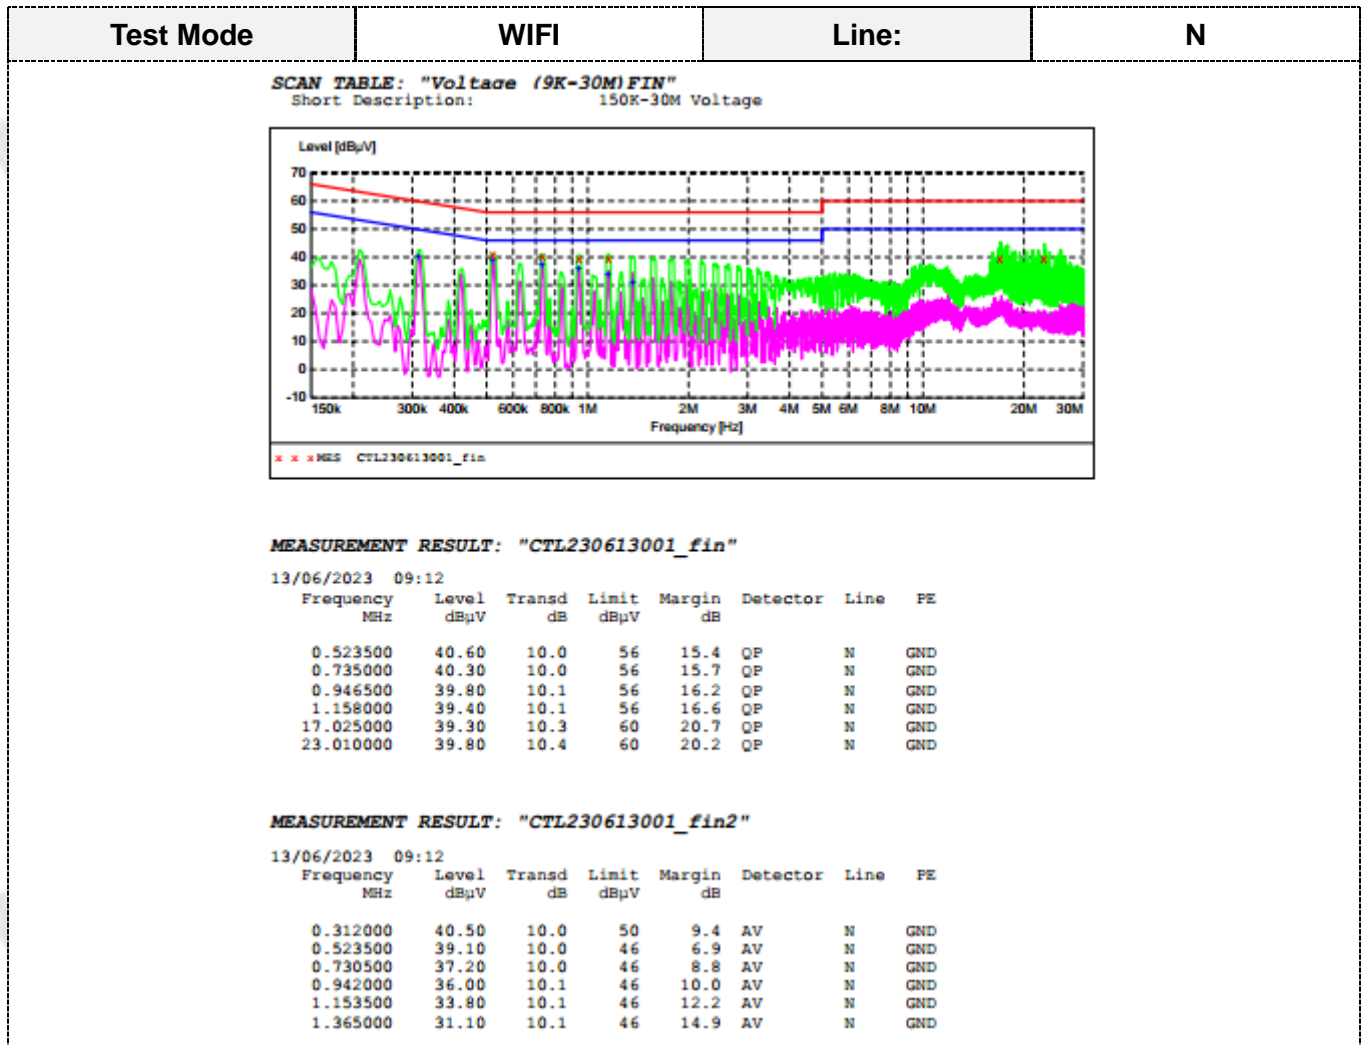 Test Mode WIFI Line: N
SCAN TABLE: "Voltage (9K-30M)FIN"
Short Description: 150K-30M Voltage
Level [dBµV]
70
60
50
40
30
20
10
0
-10
150k 300k 400k 600k 800k 1M 2M 3M 4M 5M 6M 8M 10M 20M 30M
Frequency [Hz]
x x xMES CTL230613001_fin
MEASUREMENT RESULT: "CTL230613001_fin"
13/06/2023 09:12
Frequency Level Transd Limit Margin Detector Line PE
MHz dBµV dB dBµV dB
0.523500 40.60 10.0 56 15.4 QP N GND
0.735000 40.30 10.0 56 15.7 QP N GND
0.946500 39.80 10.1 56 16.2 QP N GND
1.158000 39.40 10.1 56 16.6 QP N GND
17.025000 39.30 10.3 60 20.7 QP N GND
23.010000 39.80 10.4 60 20.2 QP N GND
MEASUREMENT RESULT: "CTL230613001_fin2"
13/06/2023 09:12
Frequency Level Transd Limit Margin Detector Line PE
MHz dBµV dB dBµV dB
0.312000 40.50 10.0 50 9.4 AV N GND
0.523500 39.10 10.0 46 6.9 AV N GND
0.730500 37.20 10.0 46 8.8 AV N GND
0.942000 36.00 10.1 46 10.0 AV N GND
1.153500 33.80 10.1 46 12.2 AV N GND
1.365000 31.10 10.1 46 14.9 AV N GND